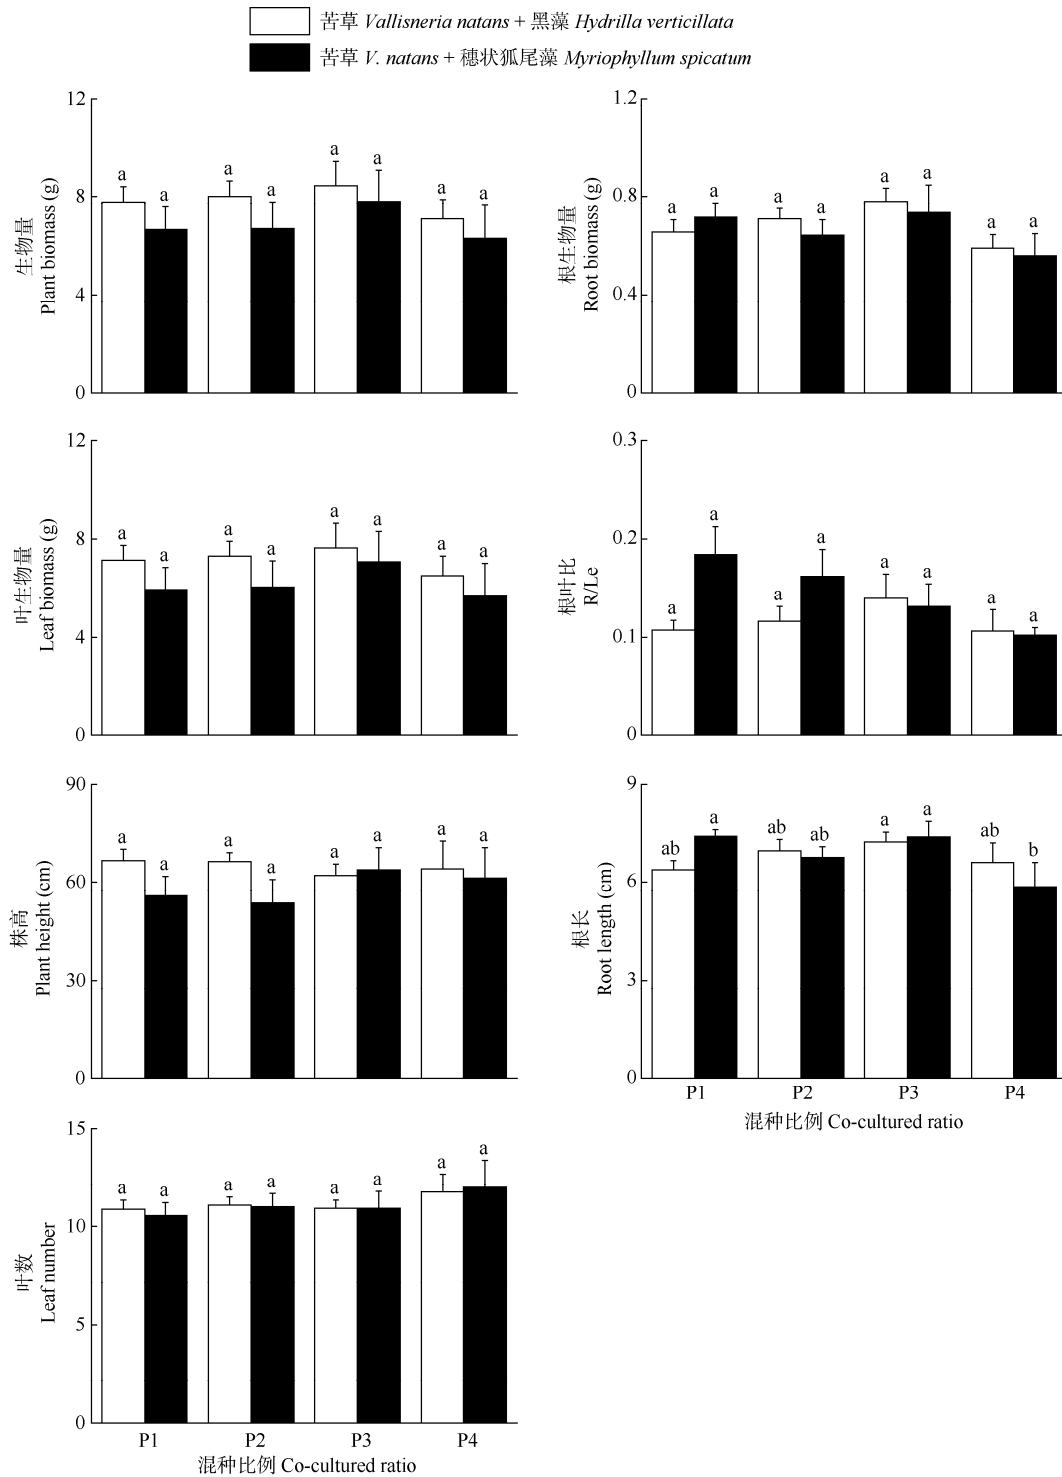 苦草 Vallisneria natans + 黑藻 Hydrilla verticillata
苦草 V. natans + 穗状狐尾藻 Myriophyllum spicatum
生物量
Plant biomass (g)
12
8
4
0
a a a a a a a a
根生物量
Root biomass (g)
1.2
0.8
0.4
0
a a a a a a a a
叶生物量
Leaf biomass (g)
12
8
4
0
a a a a a a a a
根叶比
R/Le
0.3
0.2
0.1
0
a a a a a a a a
株高
Plant height (cm)
90
60
30
0
a a a a a a a a
根长
Root length (cm)
9
6
3
0
ab a ab ab a a ab b
P1 P2 P3 P4
混种比例 Co-cultured ratio
叶数
Leaf number
15
10
5
0
a a a a a a a a
P1 P2 P3 P4
混种比例 Co-cultured ratio